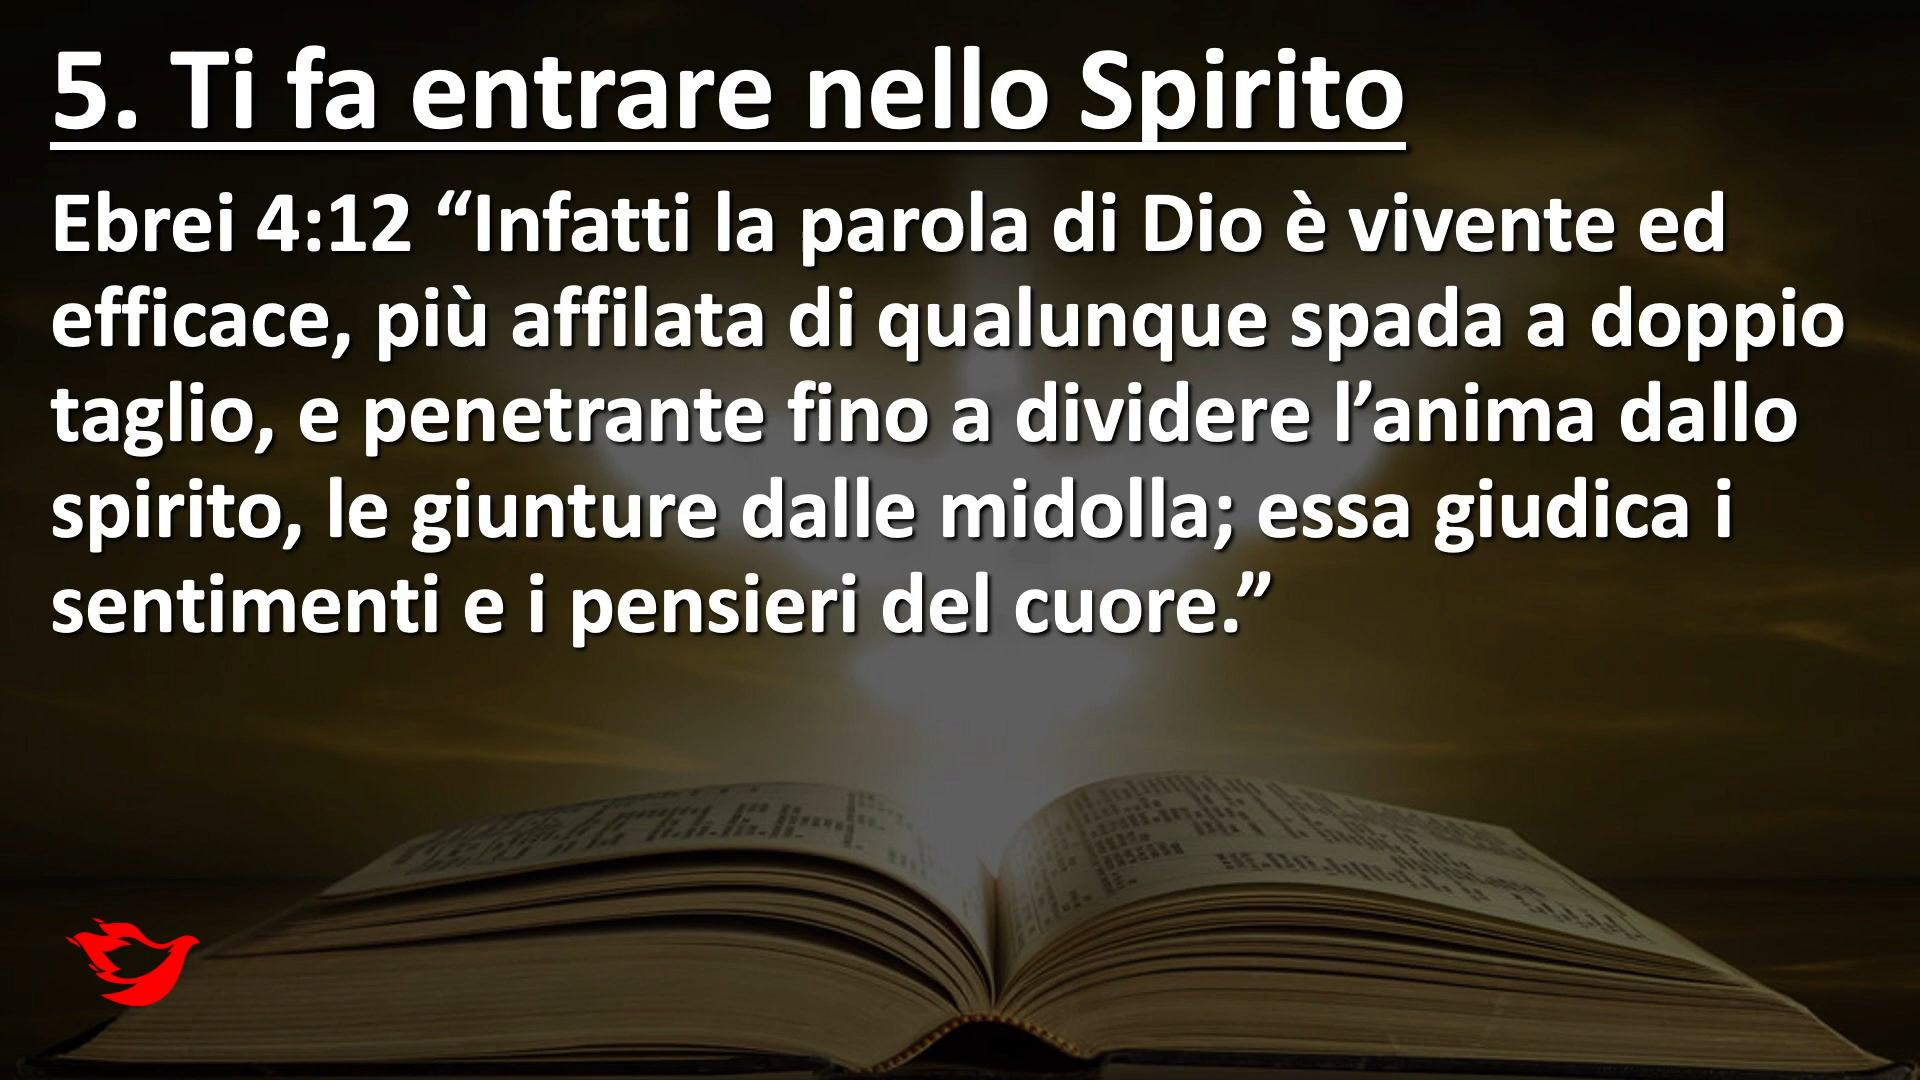 5. Ti fa entrare nello Spirito
Ebrei 4:12 “Infatti la parola di Dio è vivente ed
efficace, più affilata di qualunque spada a doppio
taglio, e penetrante fino a dividere l’anima dallo
spirito, le giunture dalle midolla; essa giudica i
sentimenti e i pensieri del cuore.”